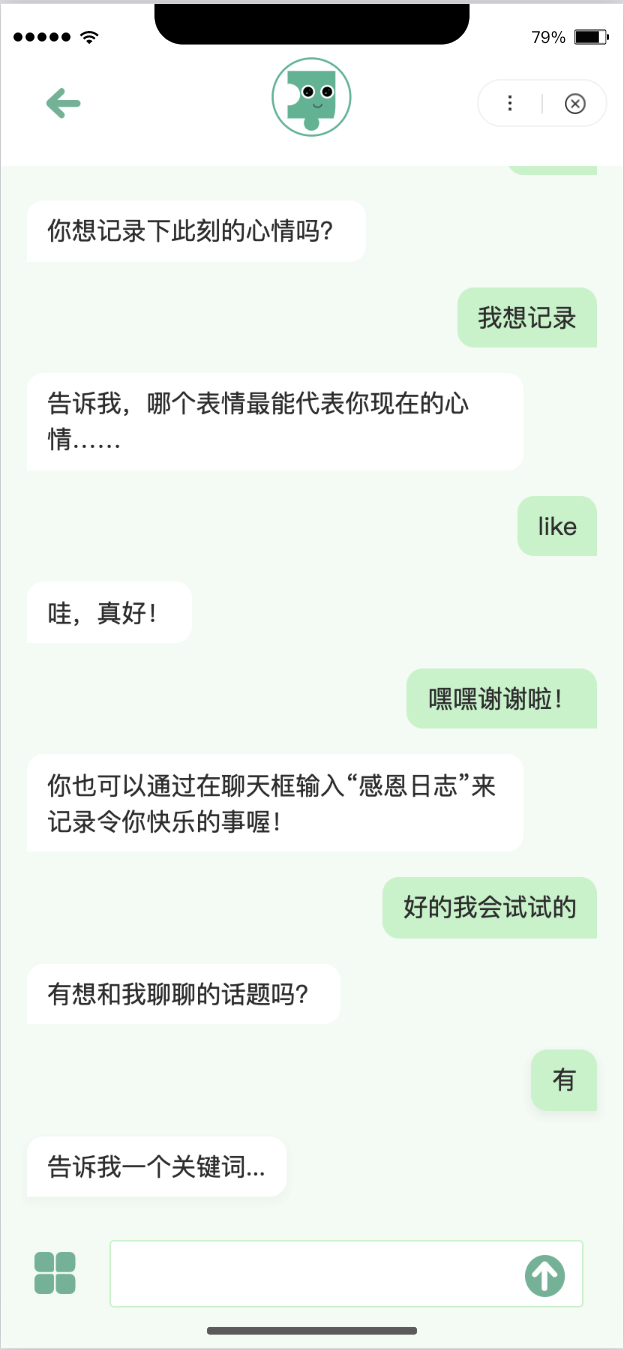 79%
你想记录下此刻的心情吗？
我想记录
告诉我，哪个表情最能代表你现在的心
情……
like
哇，真好！
嘿嘿谢谢啦！
你也可以通过在聊天框输入“感恩日志”来
记录令你快乐的事喔！
好的我会试试的
有想和我聊聊的话题吗？
有
告诉我一个关键词...